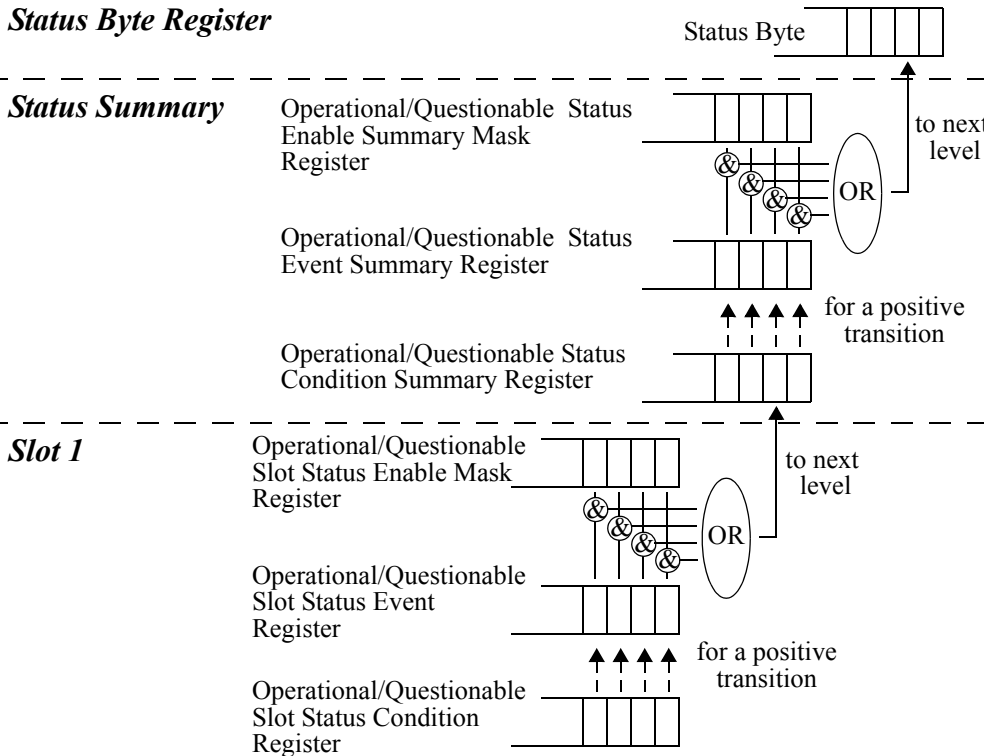 Status Byte Register
Status Byte
Status Summary
Operational/Questionable Status
Enable Summary Mask
Register
to next
level
&
&
&
&
OR
Operational/Questionable Status
Event Summary Register
for a positive
transition
Operational/Questionable Status
Condition Summary Register
Slot 1
Operational/Questionable
Slot Status Enable Mask
Register
to next
level
&
&
&
&
OR
Operational/Questionable
Slot Status Event
Register
for a positive
transition
Operational/Questionable
Slot Status Condition
Register